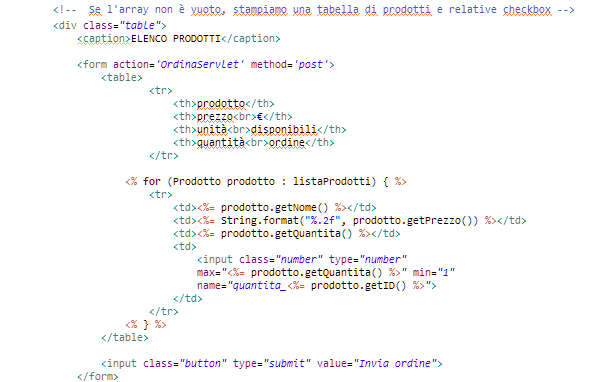 <!--  Se l'array non è vuoto, stampiamo una tabella di prodotti e relative checkbox -->
<div class="table">
<caption>ELENCO PRODOTTI</caption>
<form action='OrdinaServlet' method='post'>
<table>
<tr>
<th>prodotto</th>
<th>prezzo<br>€</th>
<th>unità<br>disponibili</th>
<th>quantità<br>ordine</th>
</tr>
<% for (Prodotto prodotto : listaProdotti) { %>
<tr>
<td><%= prodotto.getNome() %></td>
<td><%= String.format("%.2f", prodotto.getPrezzo()) %></td>
<td><%= prodotto.getQuantita() %></td>
<td>
<input class="number" type="number"
max="<%= prodotto.getQuantita() %>" min="1"
name="quantita_<%= prodotto.getID() %>">
</td>
</tr>
<% } %>
</table>
<input class="button" type="submit" value="Invia ordine">
</form>